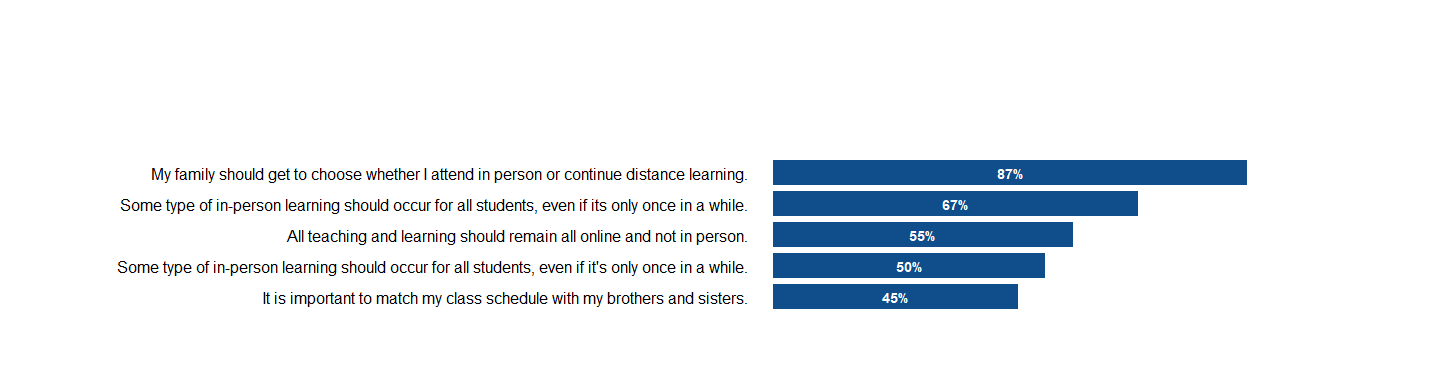 My family should get to choose whether I attend in person or continue distance learning. 87%
Some type of in-person learning should occur for all students, even if its only once in a while. 67%
All teaching and learning should remain all online and not in person. 55%
Some type of in-person learning should occur for all students, even if it's only once in a while. 50%
It is important to match my class schedule with my brothers and sisters. 45%